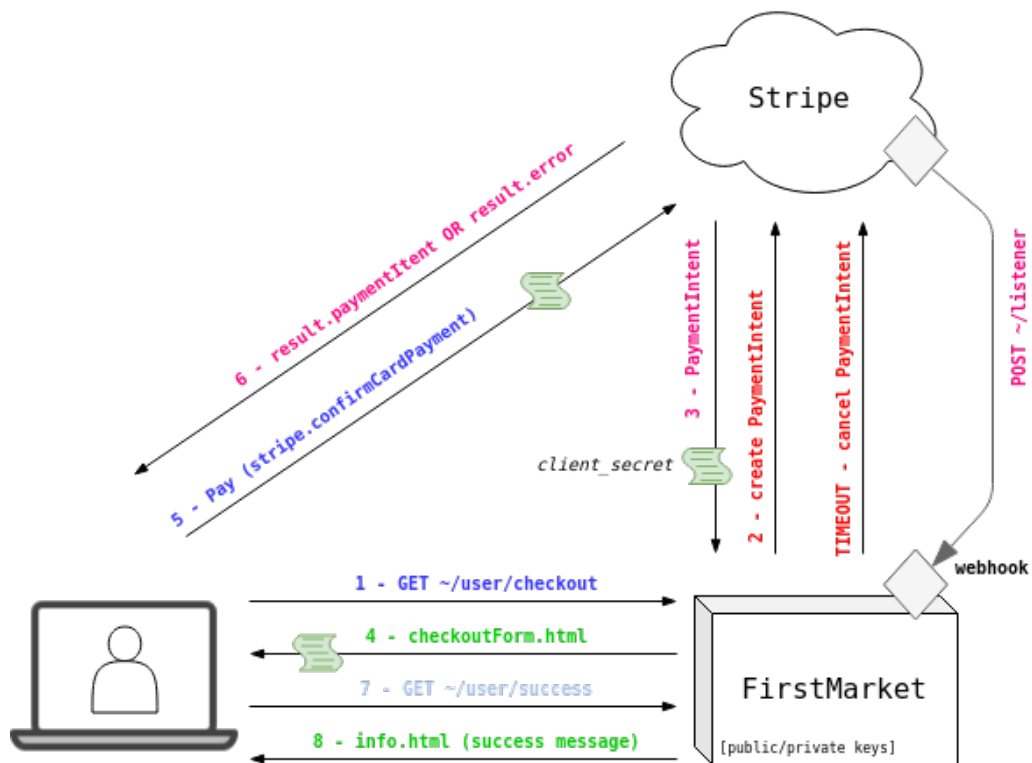 Stripe
6 - result.paymentItent OR result.error
5 - Pay (stripe.confirmCardPayment)
3 - PaymentIntent
2 - create PaymentIntent
TIMEOUT - cancel PaymentIntent
POST ~/listener
client_secret
webhook
1 - GET ~/user/checkout
4 - checkoutForm.html
7 - GET ~/user/success
8 - info.html (success message)
FirstMarket
[public/private keys]